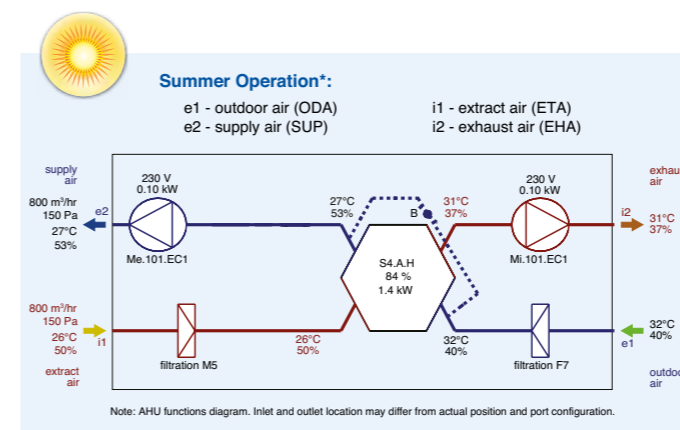 Summer Operation*:
e1 - outdoor air (ODA)
i1 - extract air (ETA)
e2 - supply air (SUP)
i2 - exhaust air (EHA)
supply
air
800 m³/hr
150 Pa
27°C
53%
e2
230 V
0.10 kW
Me.101.EC1
27°C
53%
B
31°C
37%
230 V
0.10 kW
Mi.101.EC1
exhau
air
i2
31°C
37%
S4.A.H
84 %
1.4 kW
800 m³/hr
150 Pa
26°C
50%
i1
extract
air
filtration M5
26°C
50%
32°C
40%
filtration F7
32°C
40%
e1
outdoo
air
Note: AHU functions diagram. Inlet and outlet location may differ from actual position and port configuration.